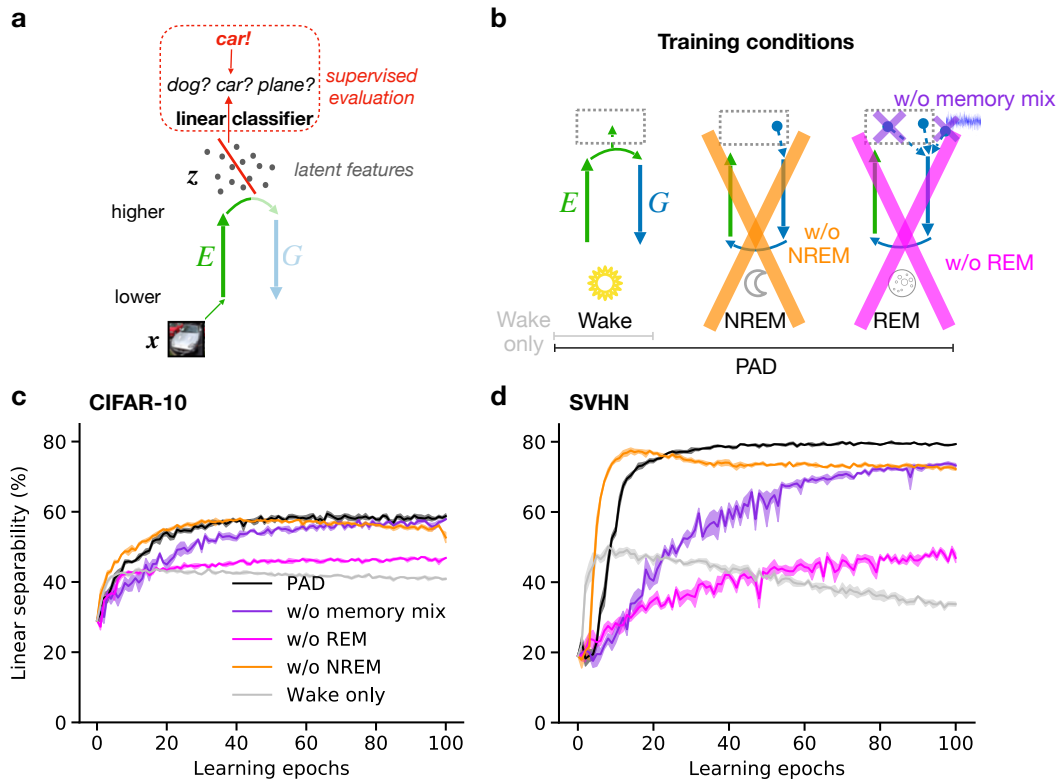 a
car!
dog? car? plane?
supervised
evaluation
linear classifier
z
latent features
higher
E
G
lower
x
b
Training conditions
w/o memory mix
E
G
w/o
NREM
w/o REM
Wake
NREM
REM
Wake
only
PAD
c
CIFAR-10
Linear separability (%)
80
60
40
20
0
0
20
40
60
80
100
Learning epochs
PAD
w/o memory mix
w/o REM
w/o NREM
Wake only
d
SVHN
80
60
40
20
0
0
20
40
60
80
100
Learning epochs